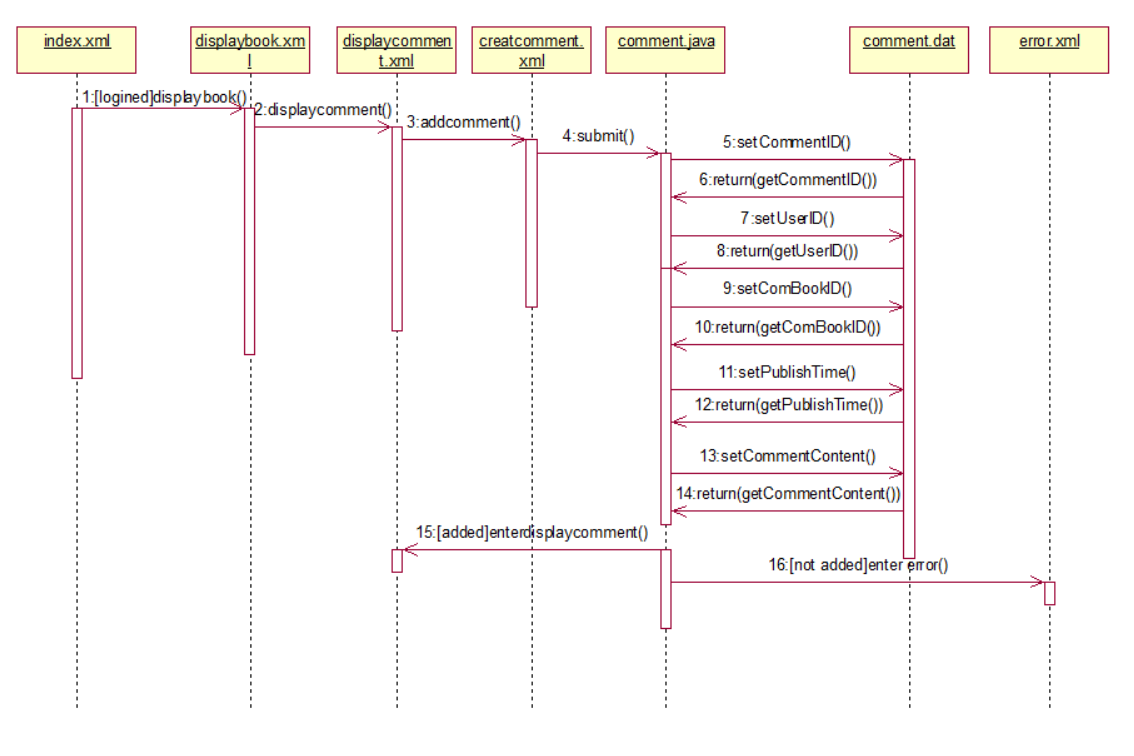 index.xml
displaybook.xm
l
displaycommen
t.xml
creatcomment.
xml
comment.java
comment.dat
error.xml
1:[logined]displaybook()
2:displaycomment()
3:addcomment()
4:submit()
5:setCommentID()
6:return(getCommentID())
7:setUserID()
8:return(getUserID())
9:setComBookID()
10:return(getComBookID())
11:setPublishTime()
12:return(getPublishTime())
13:setCommentContent()
14:return(getCommentContent())
15:[added]enterdisplaycomment()
16:[not added]enter error()